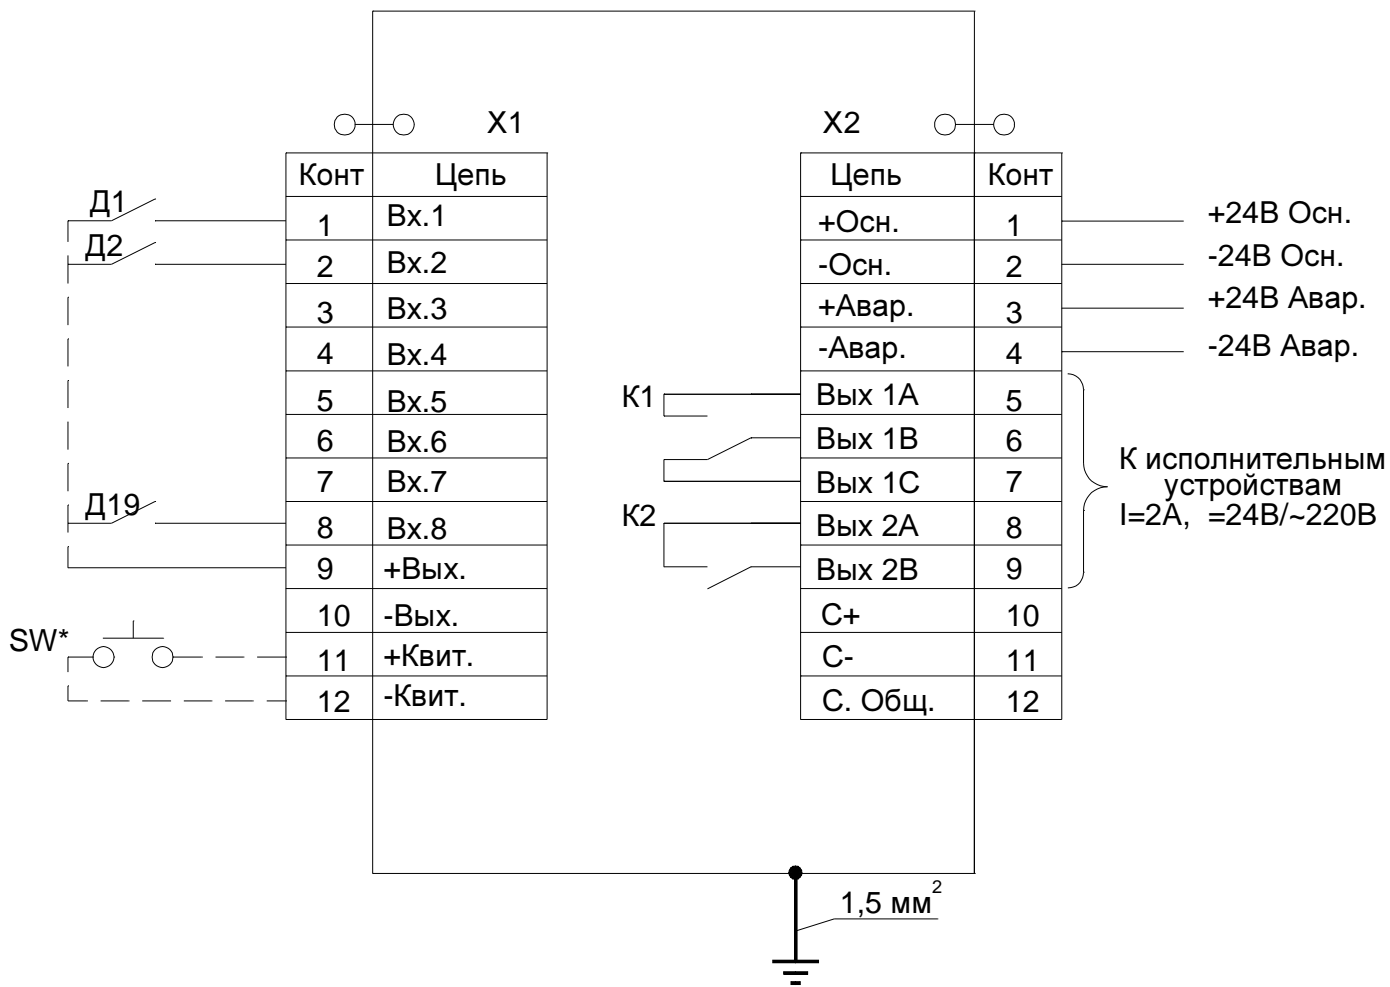 X1
Конт Цепь
1 Вх.1
2 Вх.2
3 Вх.3
4 Вх.4
5 Вх.5
6 Вх.6
7 Вх.7
8 Вх.8
9 +Вых.
10 -Вых.
11 +Квит.
12 -Квит.
Д1
Д2
Д19
SW*
X2
Цепь Конт
+Осн. 1
-Осн. 2
+Авар. 3
-Авар. 4
Вых 1А 5
Вых 1В 6
Вых 1С 7
Вых 2А 8
Вых 2В 9
С+ 10
С- 11
С. Общ. 12
К1
К2
+24В Осн.
-24В Осн.
+24В Авар.
-24В Авар.
К исполнительным
устройствам
I=2А, =24В/~220В
1,5 мм²